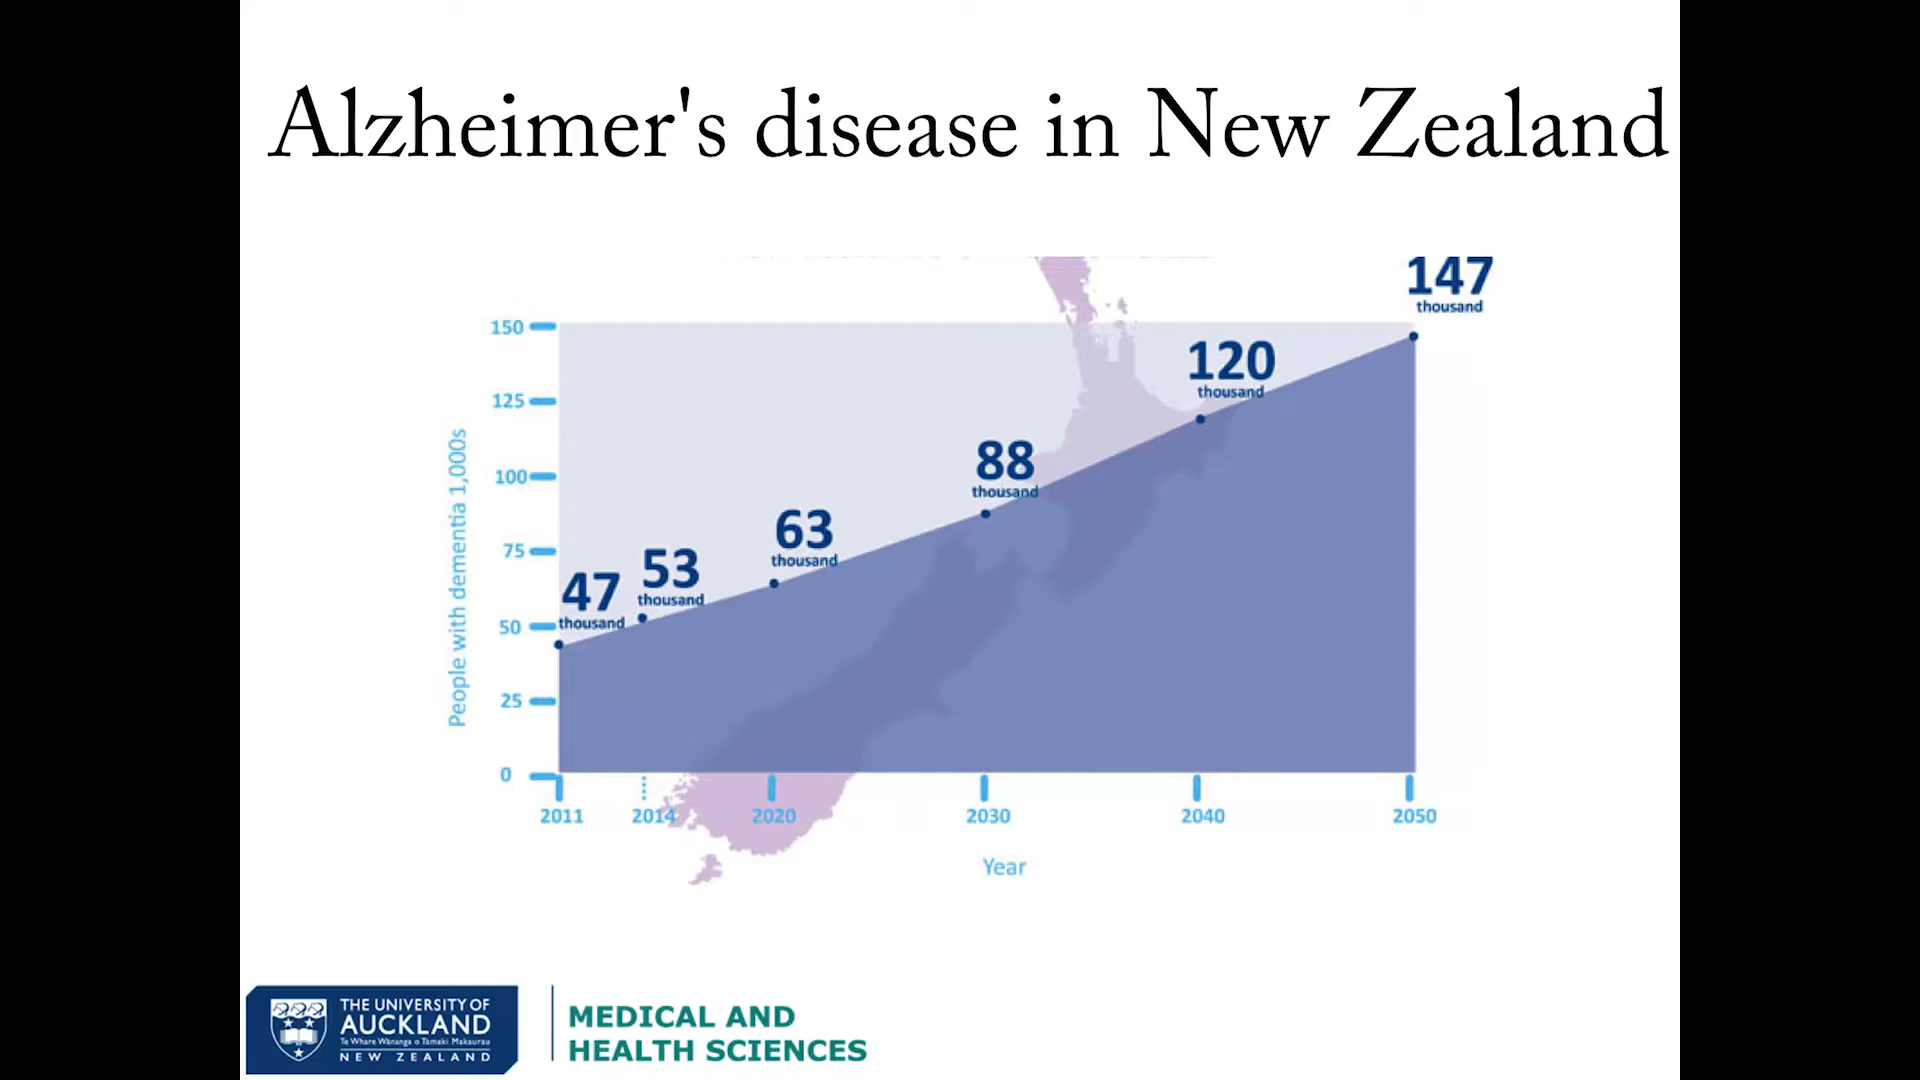 Alzheimer's disease in New Zealand
147
thousand
150
120
thousand
125
88
thousand
100
63
thousand
75
53
thousand
47
thousand
50
25
0
People with dementia 1,000s
2011
2014
2020
2030
2040
2050
Year
THE UNIVERSITY OF
AUCKLAND
Te Whare Wānanga o Tāmaki Makaurau
NEW ZEALAND
MEDICAL AND
HEALTH SCIENCES